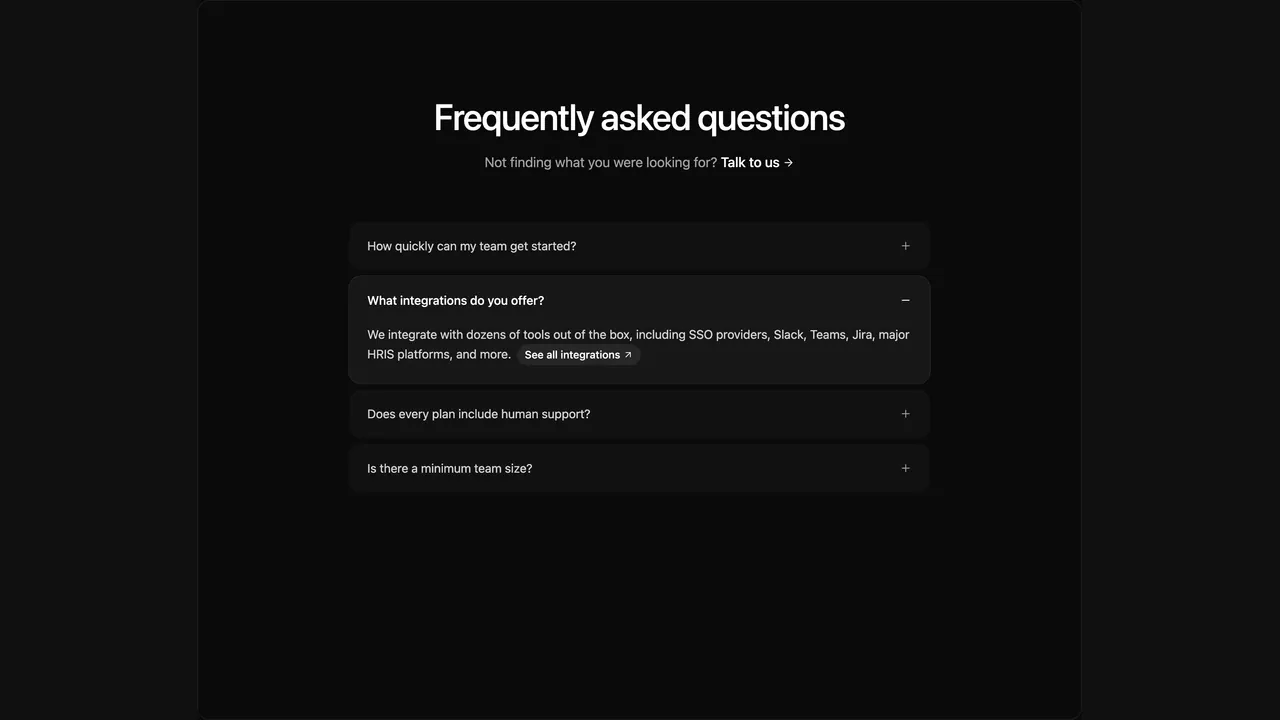 Frequently asked questions
Not finding what you were looking for? Talk to us →
How quickly can my team get started? +
What integrations do you offer? −
We integrate with dozens of tools out of the box, including SSO providers, Slack, Teams, Jira, major
HRIS platforms, and more. See all integrations ↗
Does every plan include human support? +
Is there a minimum team size? +